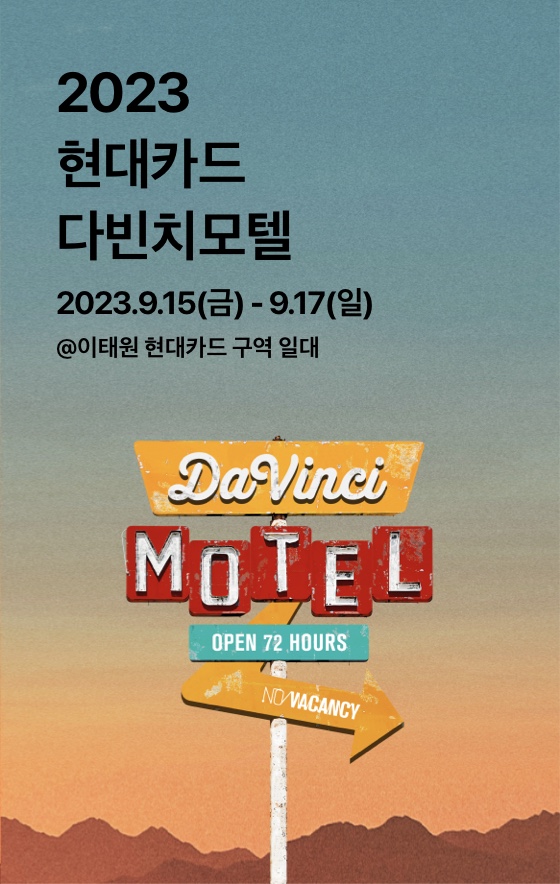 2023
현대카드
다빈치모텔
2023.9.15(금) - 9.17(일)
@이태원 현대카드 구역 일대
DaVinci
MOTEL
OPEN 72 HOURS
NO/VACANCY